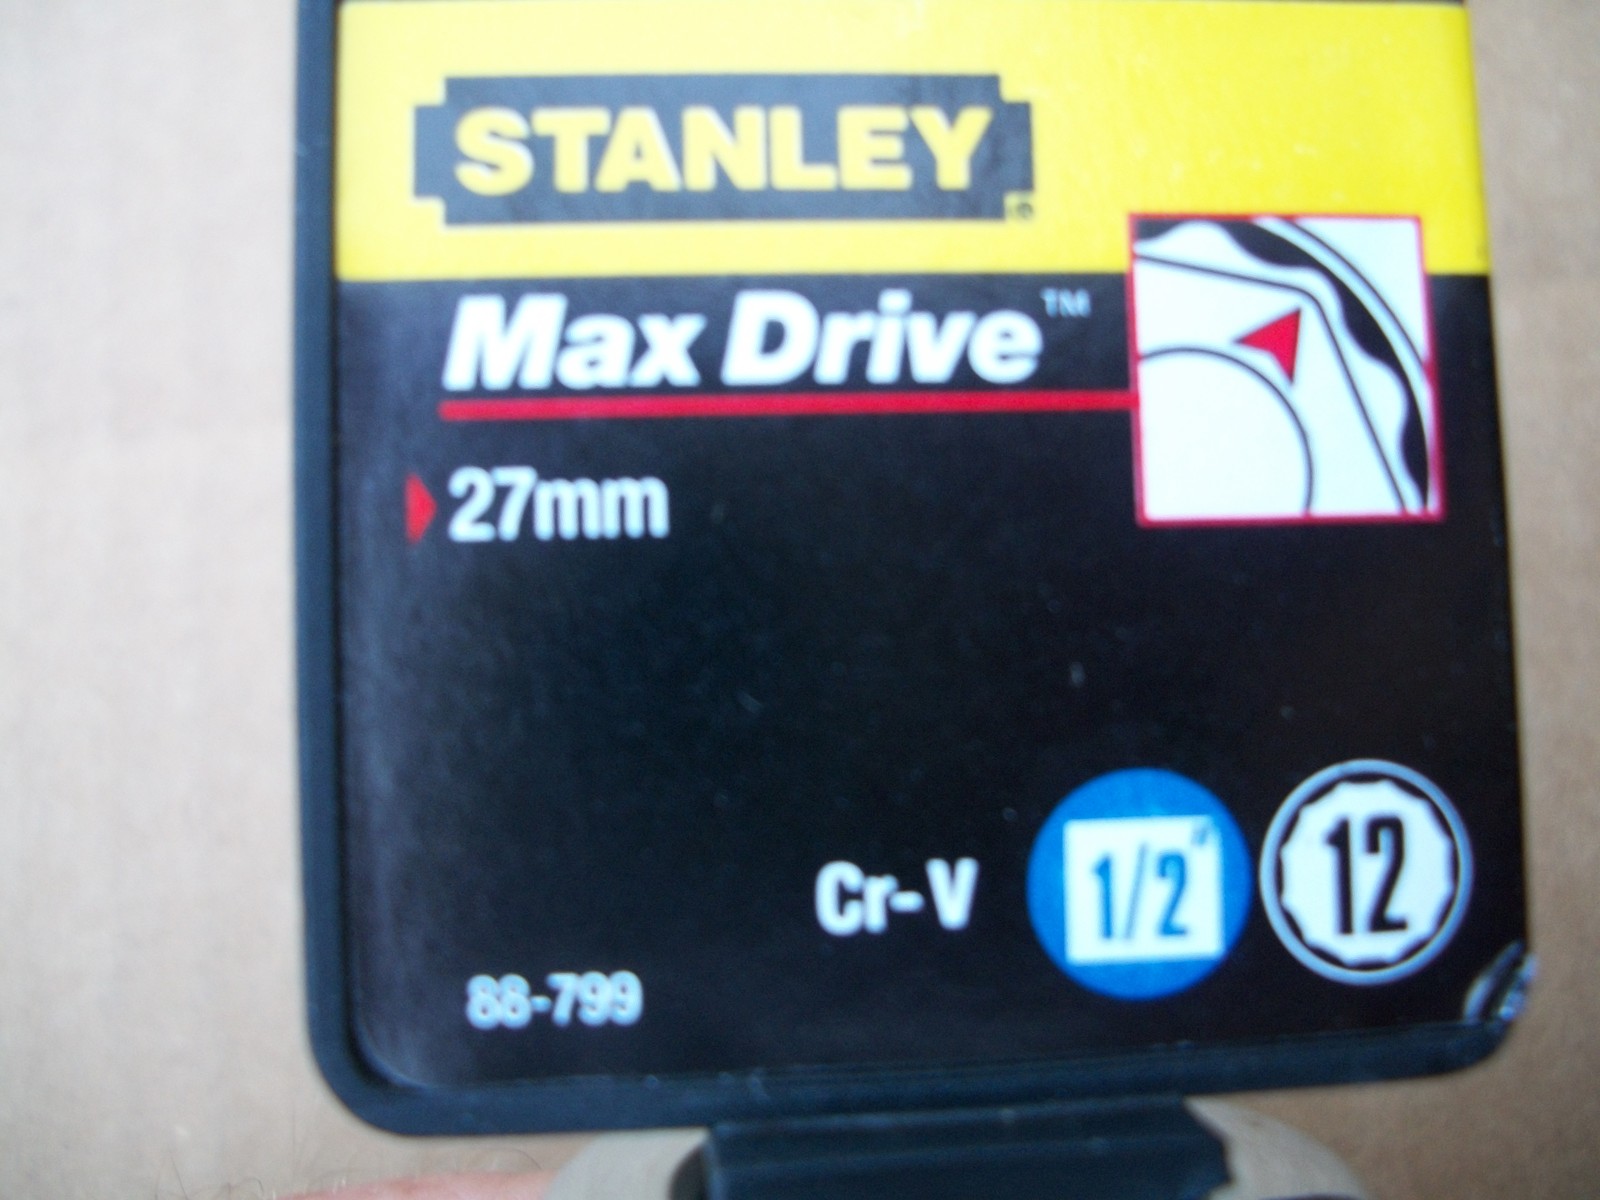 STANLEY®
Max Drive™
27mm
Cr-V
1/2"
12
88-799